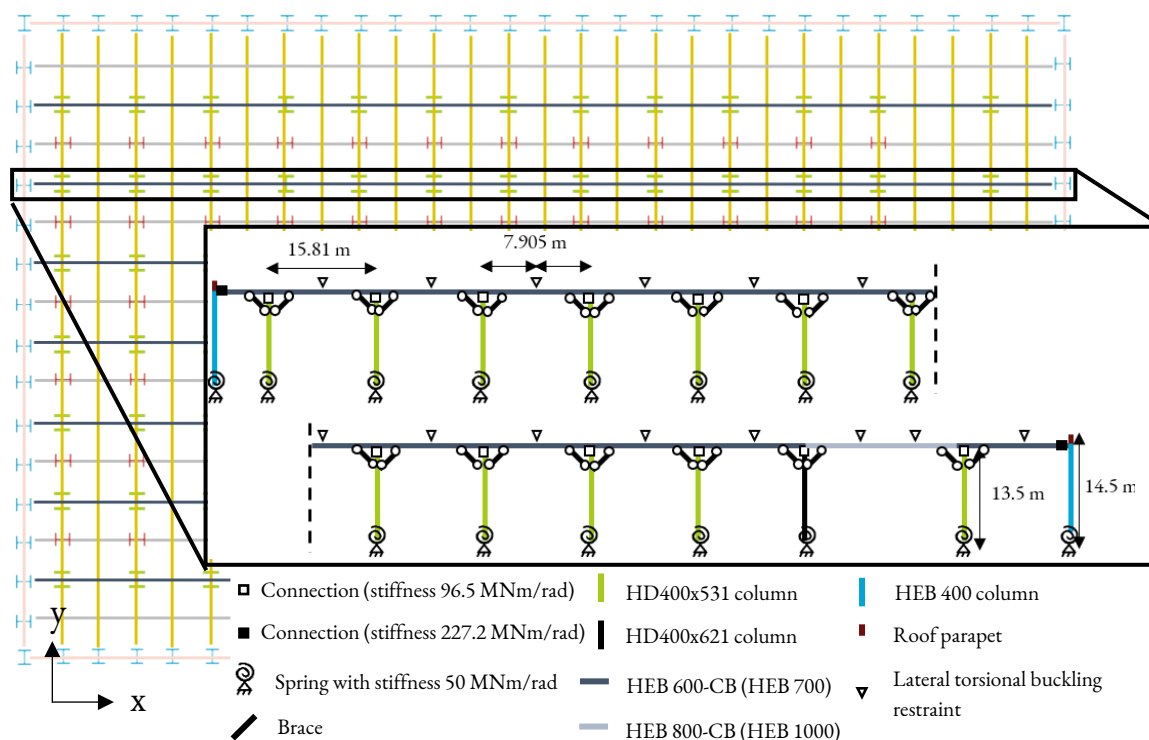 15.81 m
7.905 m
13.5 m
14.5 m
y
x
Connection (stiffness 96.5 MNm/rad)
HD400x531 column
HEB 400 column
Connection (stiffness 227.2 MNm/rad)
HD400x621 column
Roof parapet
Spring with stiffness 50 MNm/rad
HEB 600-CB (HEB 700)
Lateral torsional buckling
restraint
Brace
HEB 800-CB (HEB 1000)